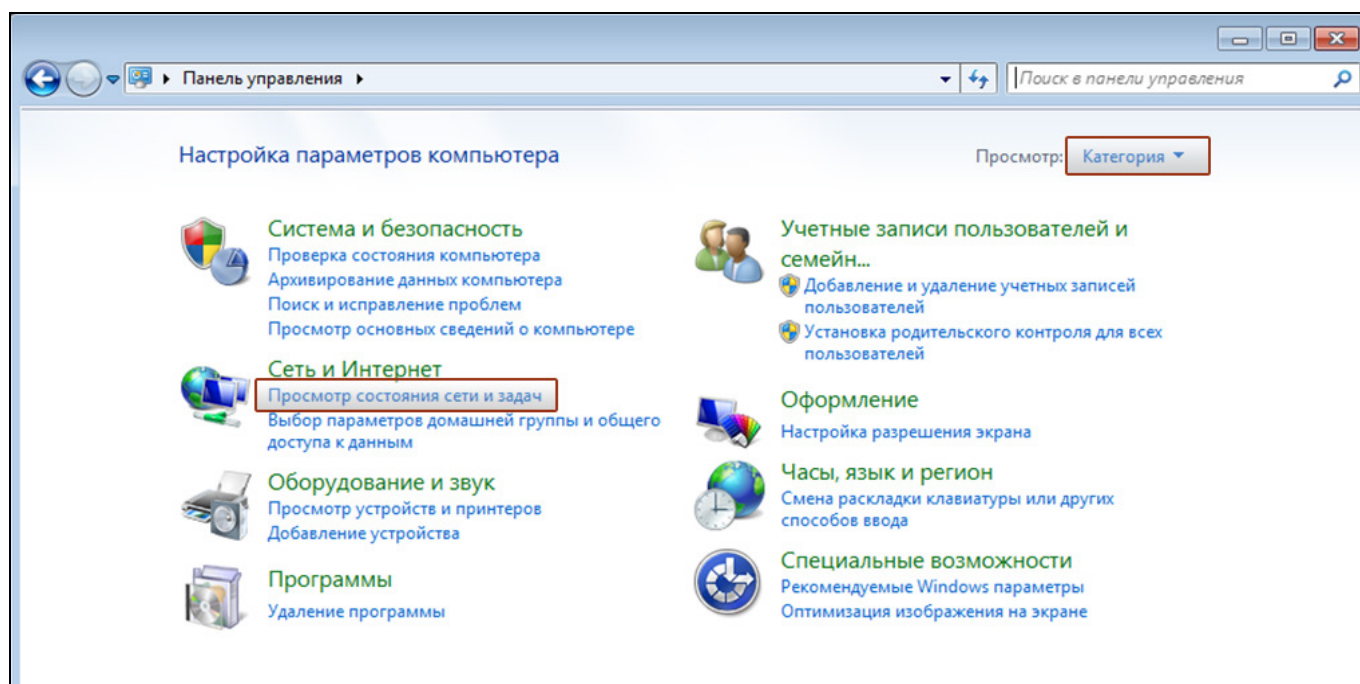 Панель управления
Поиск в панели управления
Настройка параметров компьютера
Просмотр: Категория
Система и безопасность
Проверка состояния компьютера
Архивирование данных компьютера
Поиск и исправление проблем
Просмотр основных сведений о компьютере
Сеть и Интернет
Просмотр состояния сети и задач
Выбор параметров домашней группы и общего
доступа к данным
Оборудование и звук
Просмотр устройств и принтеров
Добавление устройства
Программы
Удаление программы
Учетные записи пользователей и
семейн...
Добавление и удаление учетных записей
пользователей
Установка родительского контроля для всех
пользователей
Оформление
Настройка разрешения экрана
Часы, язык и регион
Смена раскладки клавиатуры или других
способов ввода
Специальные возможности
Рекомендуемые Windows параметры
Оптимизация изображения на экране